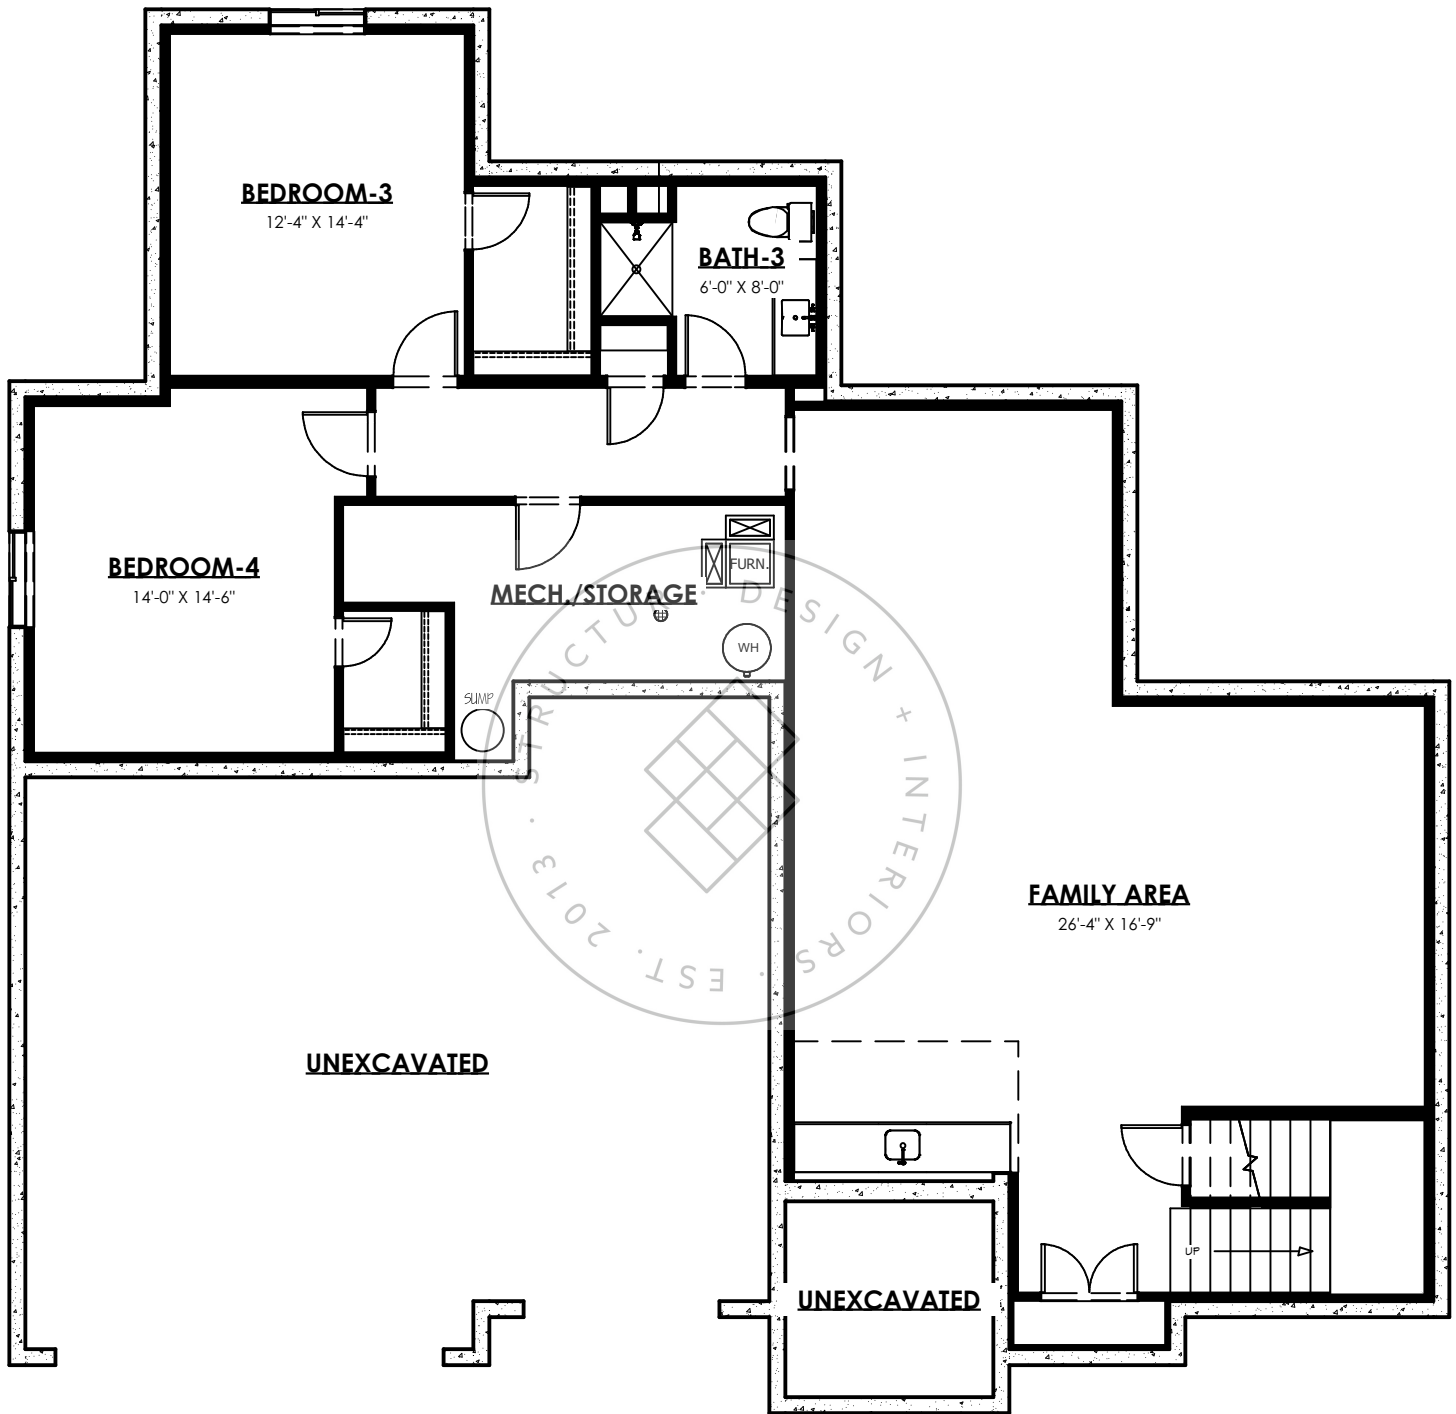 BEDROOM-3
12'-4" X 14'-4"
BATH-3
6'-0" X 8'-0"
BEDROOM-4
14'-0" X 14'-6"
MECH./STORAGE
FURN.
WH
SUMP
STRUCTURA · DESIGN + INTERIORS · EST. 2013 ·
FAMILY AREA
26'-4" X 16'-9"
UNEXCAVATED
UP
UNEXCAVATED